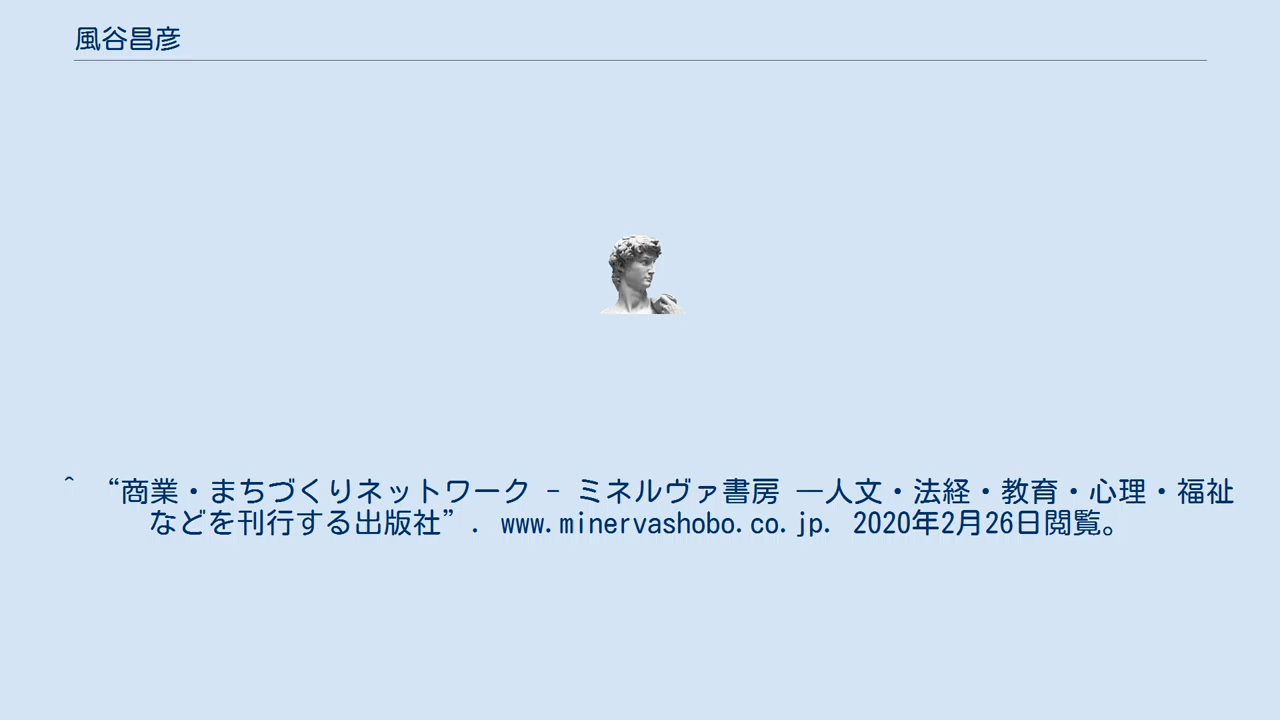 風谷昌彦
^ “商業・まちづくりネットワーク - ミネルヴァ書房 ―人文・法経・教育・心理・福祉
などを刊行する出版社”. www.minervashobo.co.jp. 2020年2月26日閲覧。